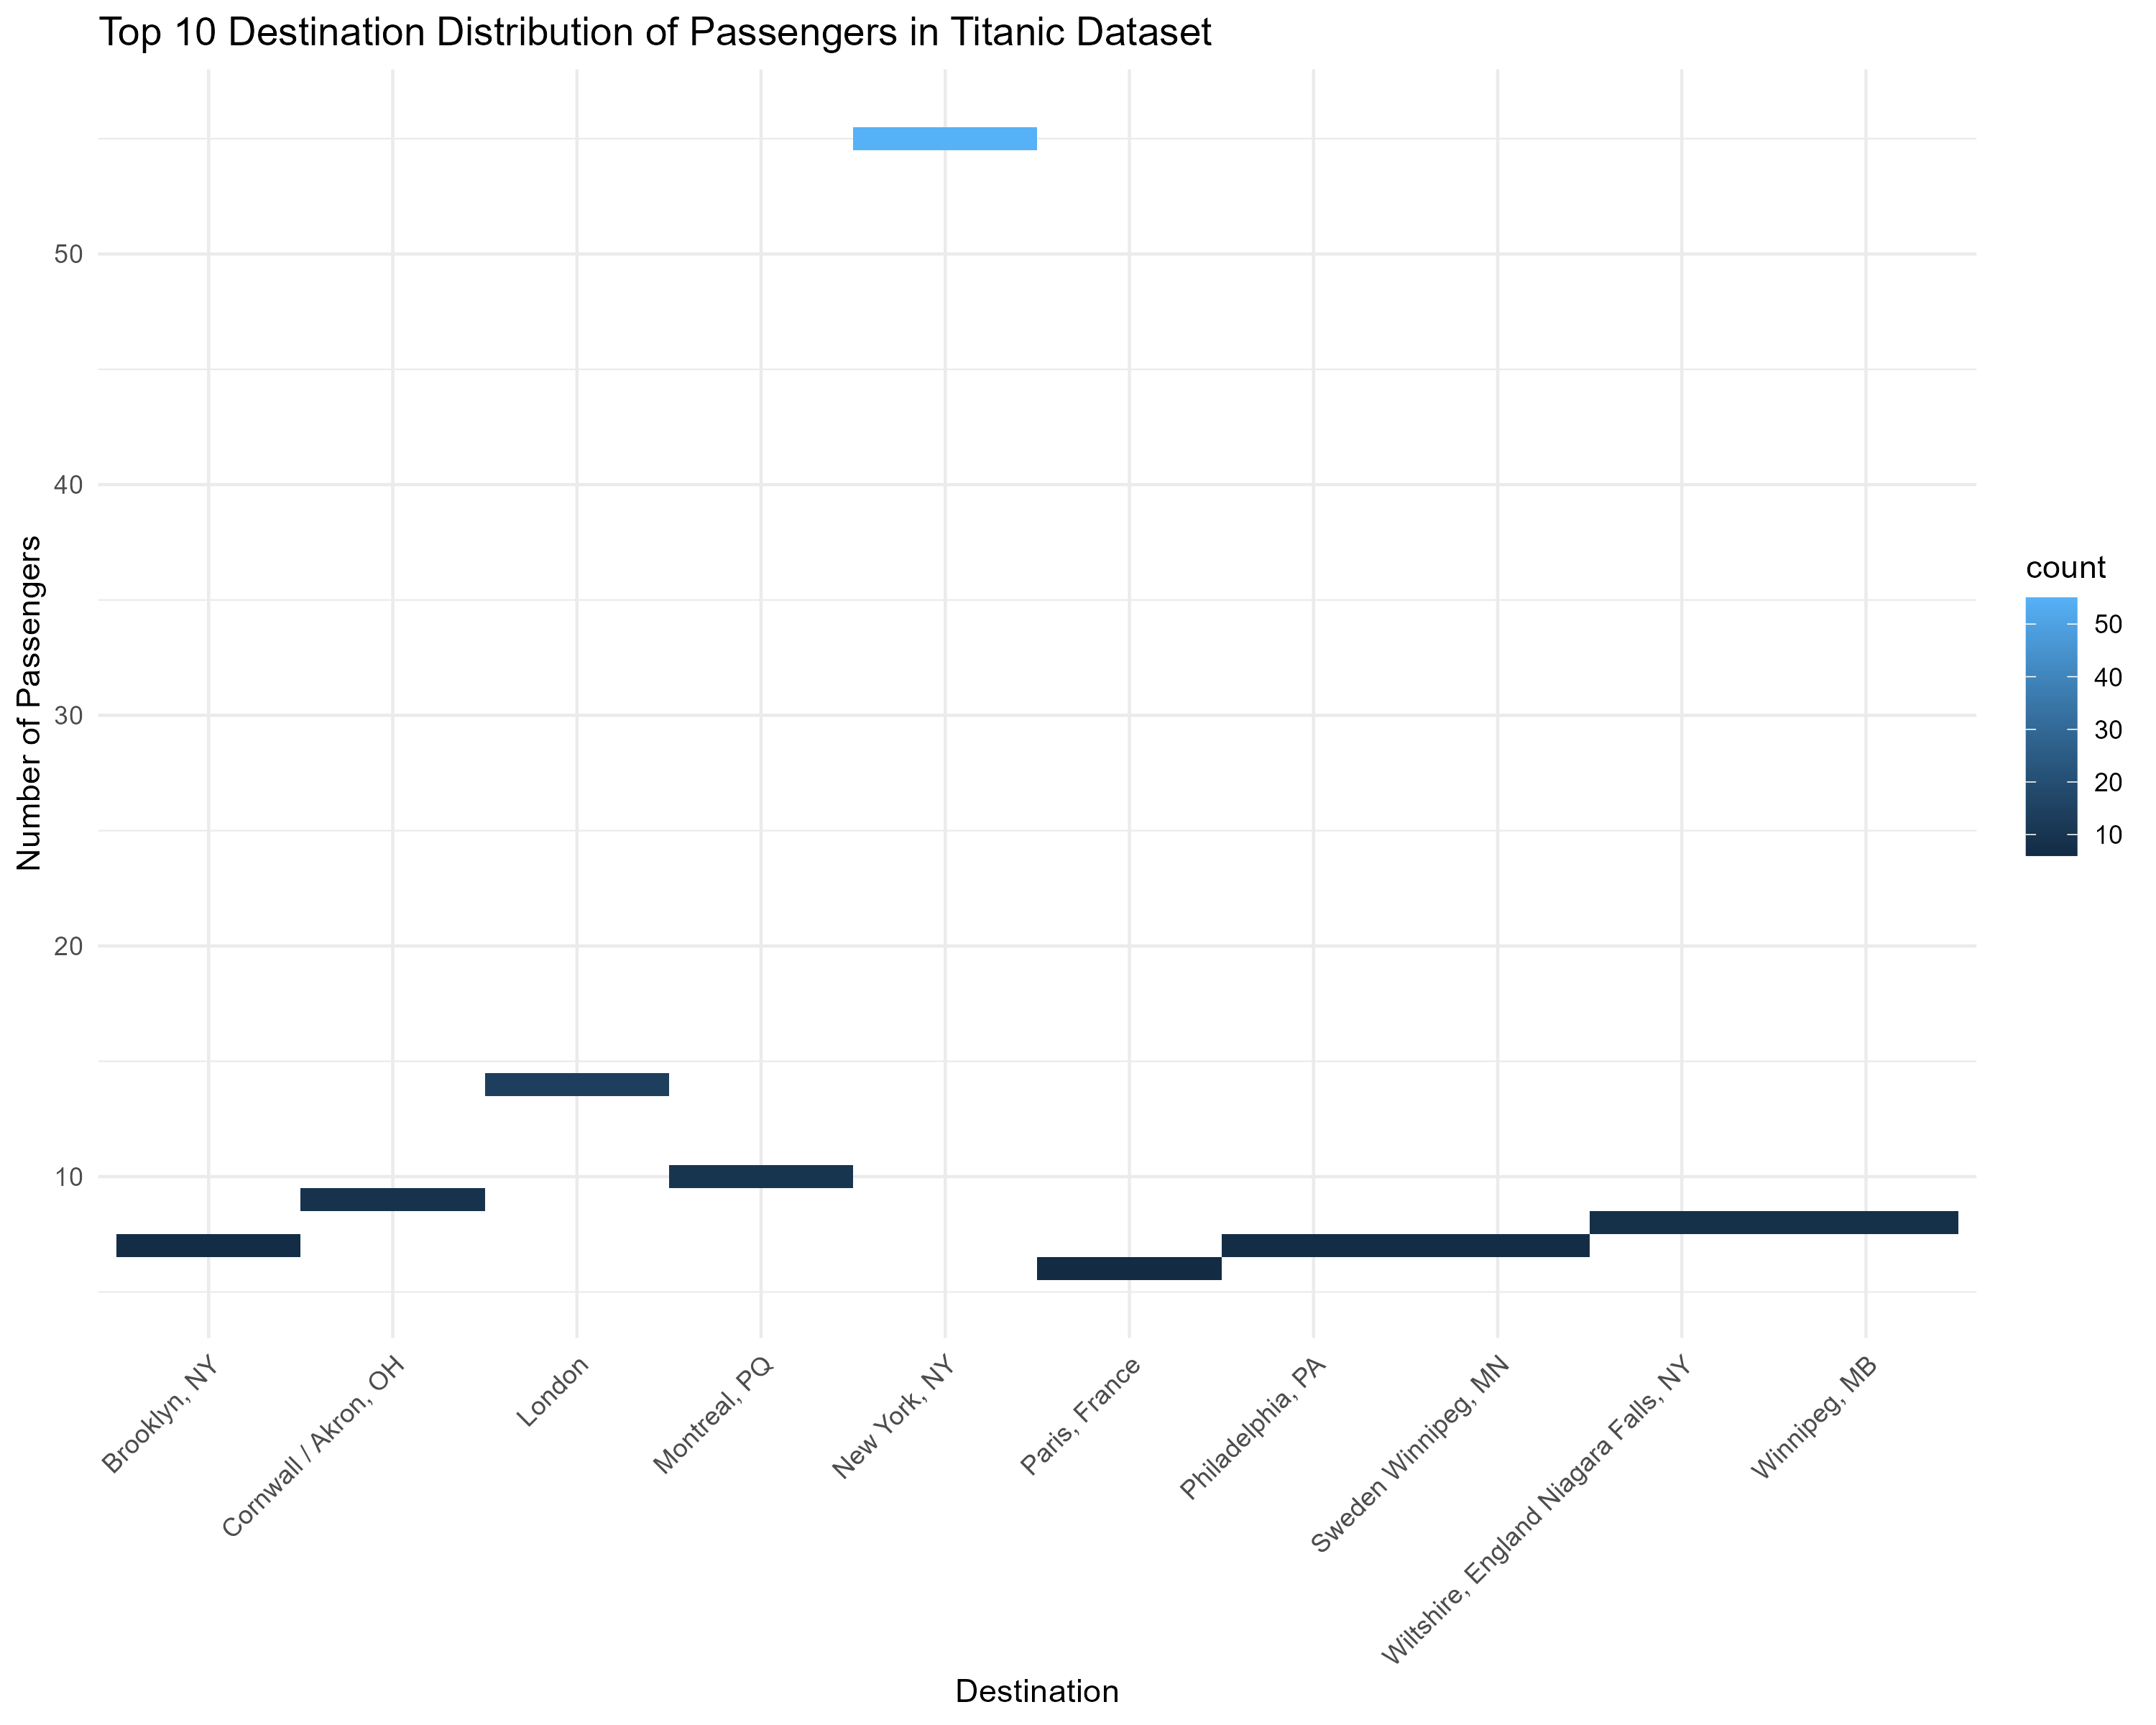 Top 10 Destination Distribution of Passengers in Titanic Dataset
Number of Passengers
50
40
30
20
10
count
50
40
30
20
10
Brooklyn, NY
Cornwall / Akron, OH
London
Montreal, PQ
New York, NY
Paris, France
Philadelphia, PA
Sweden Winnipeg, MN
Wiltshire, England Niagara Falls, NY
Winnipeg, MB
Destination